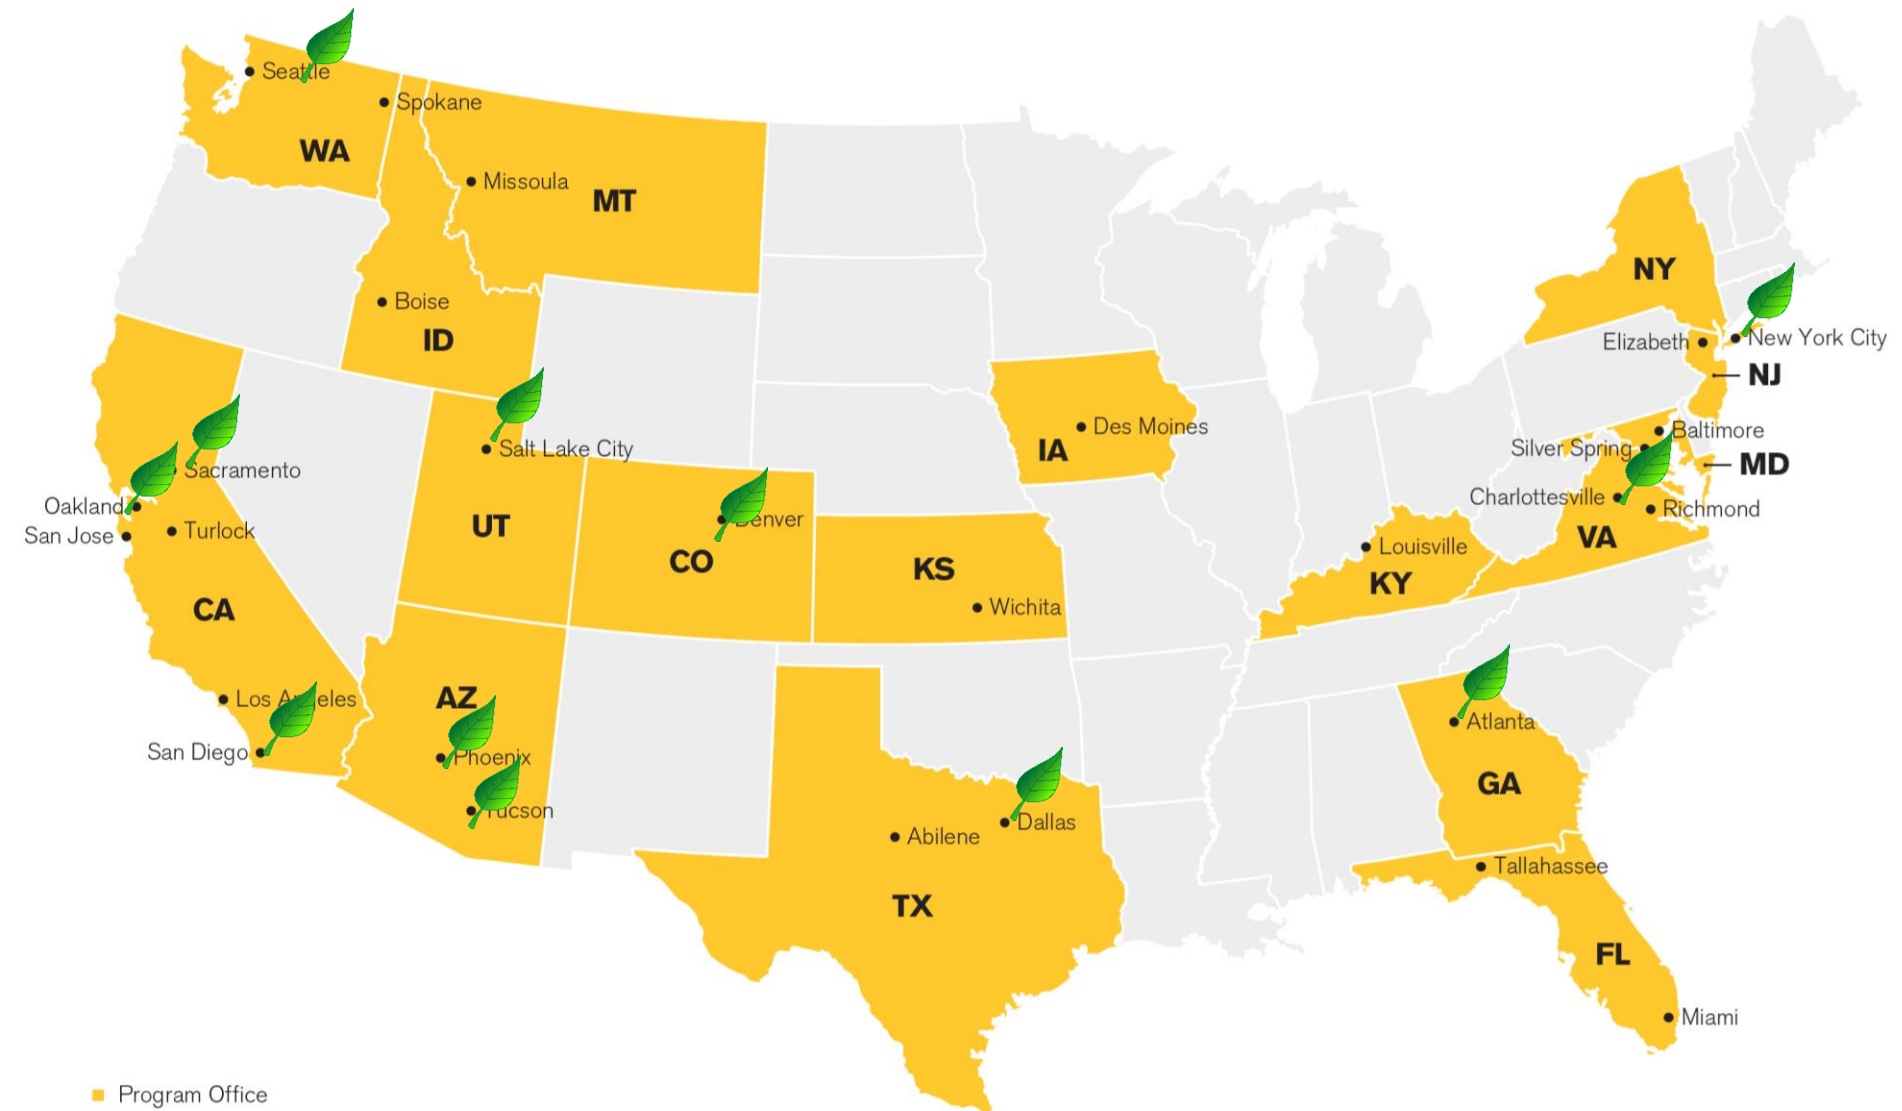 Seattle
Spokane
WA
Missoula
MT
Boise
ID
NY
New York City
Elizabeth
NJ
Salt Lake City
Des Moines
IA
Baltimore
Silver Spring
MD
Sacramento
Oakland
Charlottesville
Richmond
San Jose
Turlock
UT
Denver
CO
KS
VA
Louisville
KY
CA
Wichita
Los Angeles
AZ
San Diego
Phoenix
Tucson
Atlanta
GA
Abilene
Dallas
Tallahassee
TX
FL
Miami
Program Office